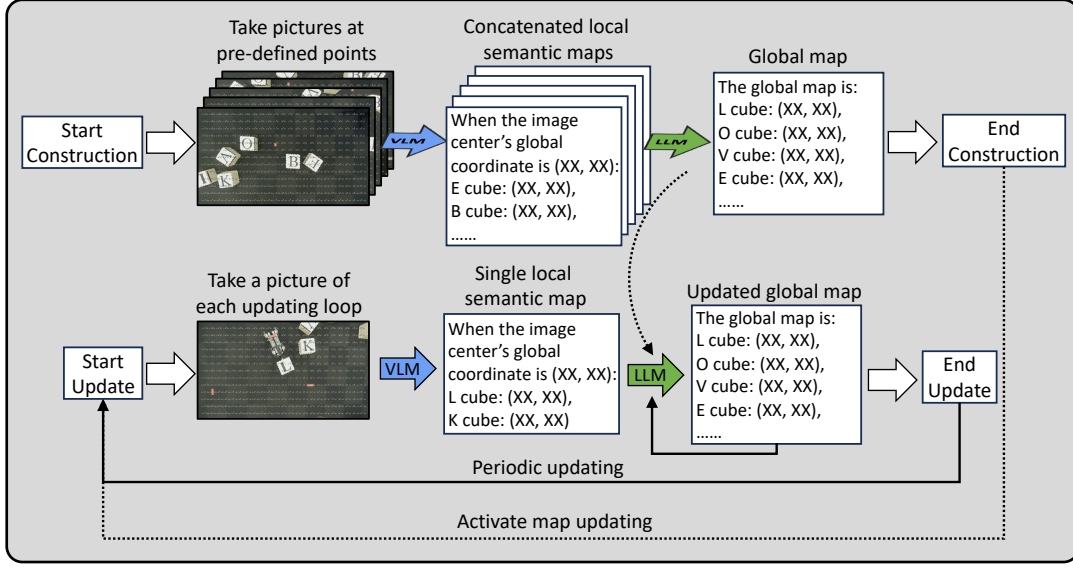 Take pictures at
pre-defined points
Concatenated local
semantic maps
Global map
Start
Construction
A
O
B
E
K
VLM
When the image
center's global
coordinate is (XX, XX):
E cube: (XX, XX),
B cube: (XX, XX),
......
LLM
The global map is:
L cube: (XX, XX),
O cube: (XX, XX),
V cube: (XX, XX),
E cube: (XX, XX),
......
End
Construction
Take a picture of
each updating loop
Single local
semantic map
Updated global map
Start
Update
K
L
VLM
When the image
center's global
coordinate is (XX, XX):
L cube: (XX, XX),
K cube: (XX, XX)
LLM
The global map is:
L cube: (XX, XX),
O cube: (XX, XX),
V cube: (XX, XX),
E cube: (XX, XX),
......
End
Update
Periodic updating
Activate map updating